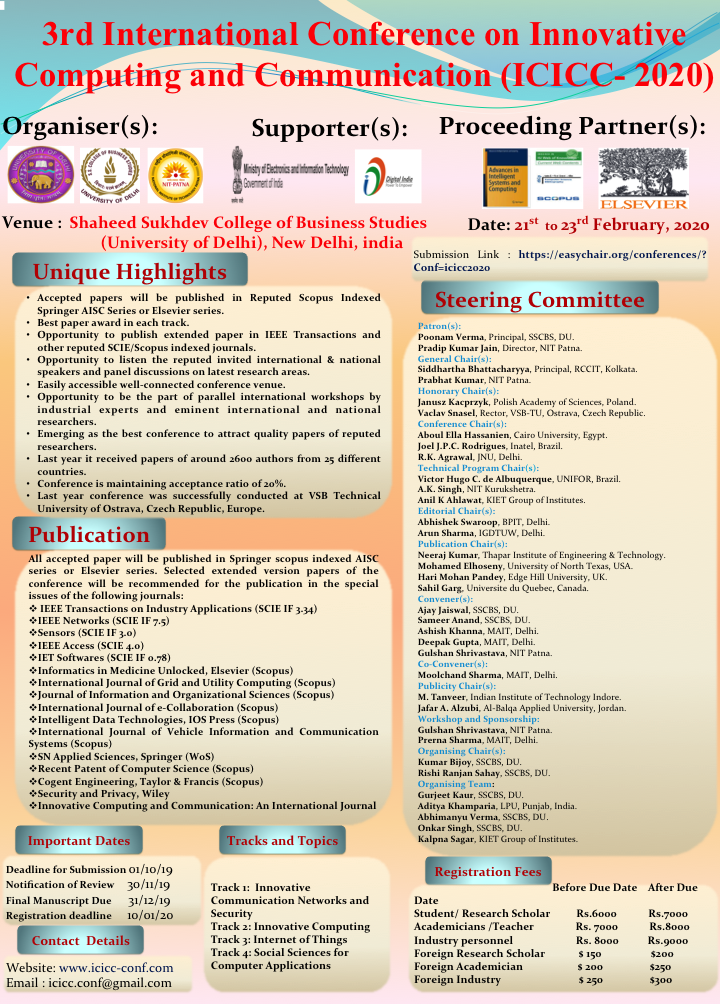 3rd International Conference on Innovative
Computing and Communication (ICICC- 2020)
Organiser(s):
Supporter(s):
Proceeding Partner(s):
NIT-PATNA
Ministry of Electronics and Information Technology
Government of India
Digital India
Power To Empower
Advances in
Intelligent
Systems and
Computing
SCOPUS
ELSEVIER
Venue : Shaheed Sukhdev College of Business Studies
(University of Delhi), New Delhi, india
Date: 21st to 23rd February, 2020
Submission Link : https://easychair.org/conferences/?
Conf=icicc2020
Unique Highlights
• Accepted papers will be published in Reputed Scopus Indexed
Springer AISC Series or Elsevier series.
• Best paper award in each track.
• Opportunity to publish extended paper in IEEE Transactions and
other reputed SCIE/Scopus indexed journals.
• Opportunity to listen the reputed invited international & national
speakers and panel discussions on latest research areas.
• Easily accessible well-connected conference venue.
• Opportunity to be the part of parallel international workshops by
industrial experts and eminent international and national
researchers.
• Emerging as the best conference to attract quality papers of reputed
researchers.
• Last year it received papers of around 2600 authors from 25 different
countries.
• Conference is maintaining acceptance ratio of 20%.
• Last year conference was successfully conducted at VSB Technical
University of Ostrava, Czech Republic, Europe.
Publication
All accepted paper will be published in Springer scopus indexed AISC
series or Elsevier series. Selected extended version papers of the
conference will be recommended for the publication in the special
issues of the following journals:
❖ IEEE Transactions on Industry Applications (SCIE IF 3.34)
❖IEEE Networks (SCIE IF 7.5)
❖Sensors (SCIE IF 3.0)
❖IEEE Access (SCIE 4.0)
❖IET Softwares (SCIE IF 0.78)
❖Informatics in Medicine Unlocked, Elsevier (Scopus)
❖International Journal of Grid and Utility Computing (Scopus)
❖Journal of Information and Organizational Sciences (Scopus)
❖International Journal of e-Collaboration (Scopus)
❖Intelligent Data Technologies, IOS Press (Scopus)
❖International Journal of Vehicle Information and Communication
Systems (Scopus)
❖SN Applied Sciences, Springer (WoS)
❖Recent Patent of Computer Science (Scopus)
❖Cogent Engineering, Taylor & Francis (Scopus)
❖Security and Privacy, Wiley
❖Innovative Computing and Communication: An International Journal
Steering Committee
Patron(s):
Poonam Verma, Principal, SSCBS, DU.
Pradip Kumar Jain, Director, NIT Patna.
General Chair(s):
Siddhartha Bhattacharyya, Principal, RCCIT, Kolkata.
Prabhat Kumar, NIT Patna.
Honorary Chair(s):
Janusz Kacprzyk, Polish Academy of Sciences, Poland.
Vaclav Snasel, Rector, VSB-TU, Ostrava, Czech Republic.
Conference Chair(s):
Aboul Ella Hassanien, Cairo University, Egypt.
Joel J.P.C. Rodrigues, Inatel, Brazil.
R.K. Agrawal, JNU, Delhi.
Technical Program Chair(s):
Victor Hugo C. de Albuquerque, UNIFOR, Brazil.
A.K. Singh, NIT Kurukshetra.
Anil K Ahlawat, KIET Group of Institutes.
Editorial Chair(s):
Abhishek Swaroop, BPIT, Delhi.
Arun Sharma, IGDTUW, Delhi.
Publication Chair(s):
Neeraj Kumar, Thapar Institute of Engineering & Technology.
Mohamed Elhoseny, University of North Texas, USA.
Hari Mohan Pandey, Edge Hill University, UK.
Sahil Garg, Universite du Quebec, Canada.
Convener(s):
Ajay Jaiswal, SSCBS, DU.
Sameer Anand, SSCBS, DU.
Ashish Khanna, MAIT, Delhi.
Deepak Gupta, MAIT, Delhi.
Gulshan Shrivastava, NIT Patna.
Co-Convener(s):
Moolchand Sharma, MAIT, Delhi.
Publicity Chair(s):
M. Tanveer, Indian Institute of Technology Indore.
Jafar A. Alzubi, Al-Balqa Applied University, Jordan.
Workshop and Sponsorship:
Gulshan Shrivastava, NIT Patna.
Prerna Sharma, MAIT, Delhi.
Organising Chair(s):
Kumar Bijoy, SSCBS, DU.
Rishi Ranjan Sahay, SSCBS, DU.
Organising Team:
Gurjeet Kaur, SSCBS, DU.
Aditya Khamparia, LPU, Punjab, India.
Abhimanyu Verma, SSCBS, DU.
Onkar Singh, SSCBS, DU.
Kalpna Sagar, KIET Group of Institutes.
Important Dates
Deadline for Submission 01/10/19
Notification of Review 30/11/19
Final Manuscript Due 31/12/19
Registration deadline 10/01/20
Contact Details
Website: www.icicc-conf.com
Email : icicc.conf@gmail.com
Tracks and Topics
Track 1: Innovative
Communication Networks and
Security
Track 2: Innovative Computing
Track 3: Internet of Things
Track 4: Social Sciences for
Computer Applications
Registration Fees
Before Due Date After Due
Date
Student/ Research Scholar Rs.6000 Rs.7000
Academicians /Teacher Rs. 7000 Rs.8000
Industry personnel Rs. 8000 Rs.9000
Foreign Research Scholar $ 150 $200
Foreign Academician $ 200 $250
Foreign Industry $ 250 $300